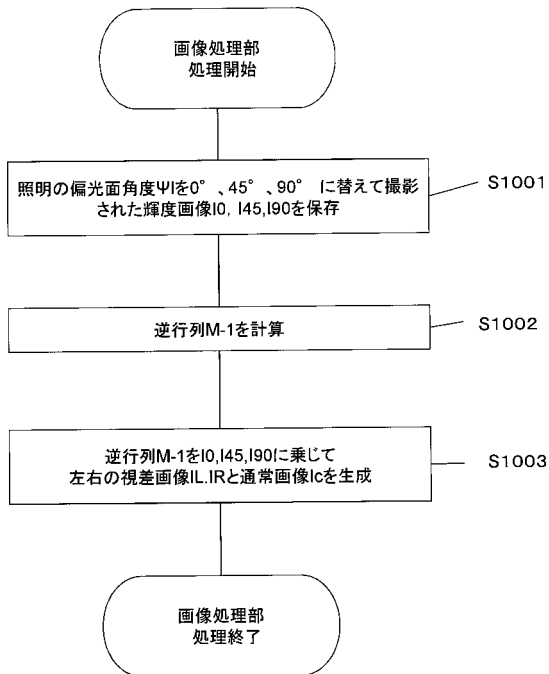 画像処理部
処理開始
照明の偏光面角度ΨIを0°、45°、90° に替えて撮影
された輝度画像I0, I45,I90を保存
S1001
逆行列M-1を計算
S1002
逆行列M-1をI0,I45,I90に乗じて
左右の視差画像IL.IRと通常画像Icを生成
S1003
画像処理部
処理終了